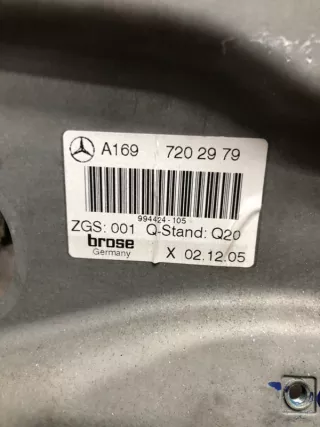 A169 720 29 79
994424-105
ZGS: 001 Q-Stand: Q20
brose
Germany X 02.12.05